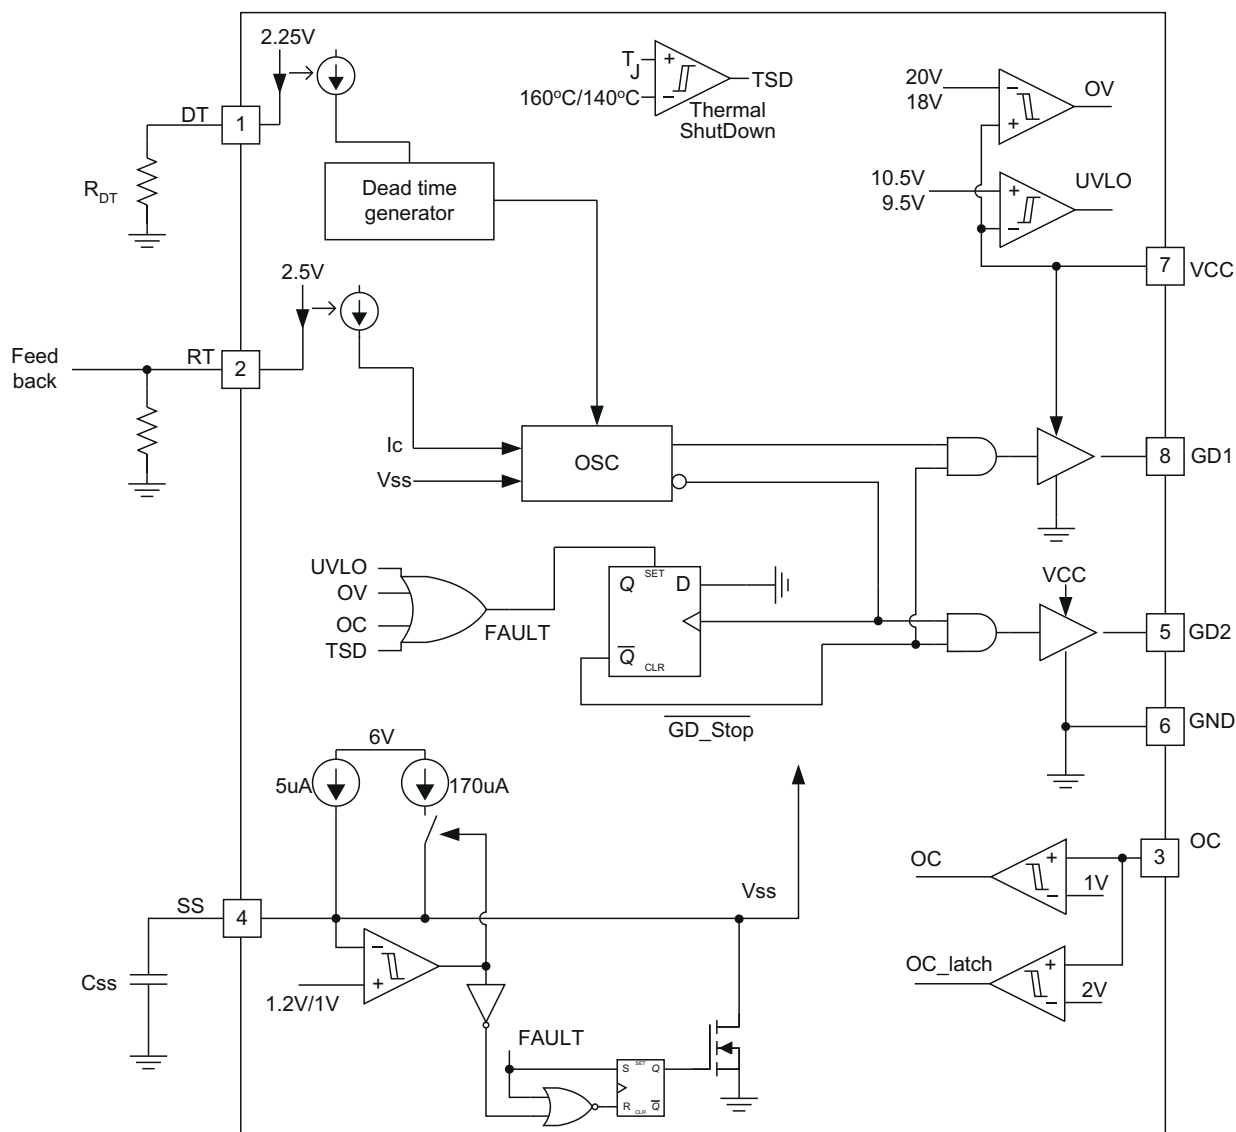 2.25V
DT
1
R_DT
Dead time
generator
T_J
+
160°C/140°C
−
TSD
Thermal
ShutDown
20V
18V
−
+
OV
10.5V
9.5V
+
−
UVLO
7
VCC
2.5V
Feed
back
RT
2
Ic
Vss
OSC
8
GD1
UVLO
OV
OC
TSD
FAULT
Q
SET
D
Q̅
CLR
GD_Stop
VCC
5
GD2
6
GND
6V
5uA
170uA
SS
4
Css
−
+
1.2V/1V
Vss
FAULT
S
SET
Q
R
CLR
Q̅
OC
3
OC
+
−
1V
OC_latch
+
−
2V